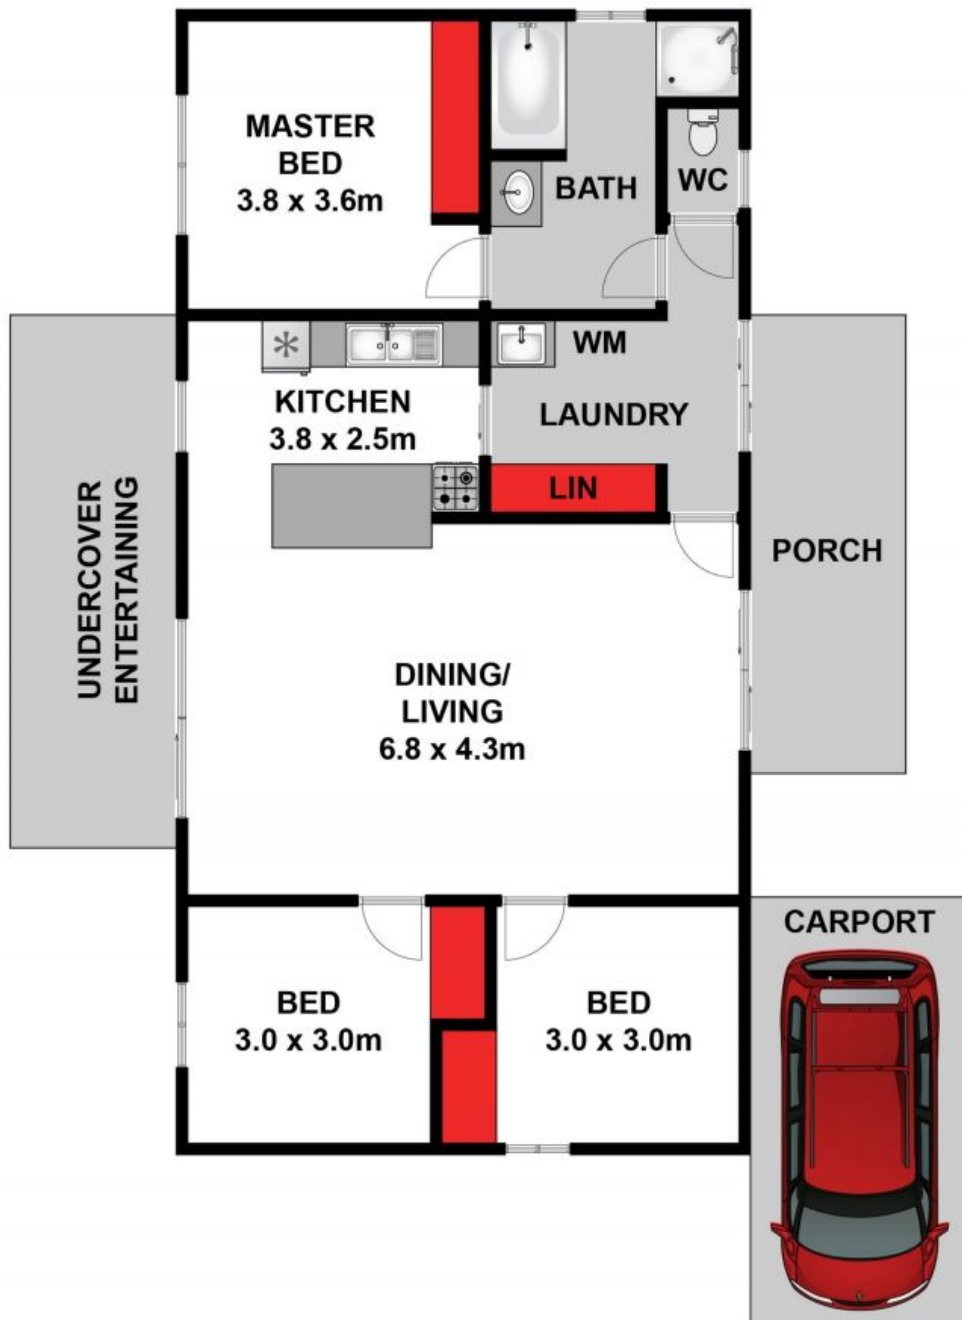 MASTER
BED
3.8 x 3.6m
BATH
WC
WM
KITCHEN
3.8 x 2.5m
LAUNDRY
LIN
UNDERCOVER
ENTERTAINING
PORCH
DINING/
LIVING
6.8 x 4.3m
CARPORT
BED
3.0 x 3.0m
BED
3.0 x 3.0m